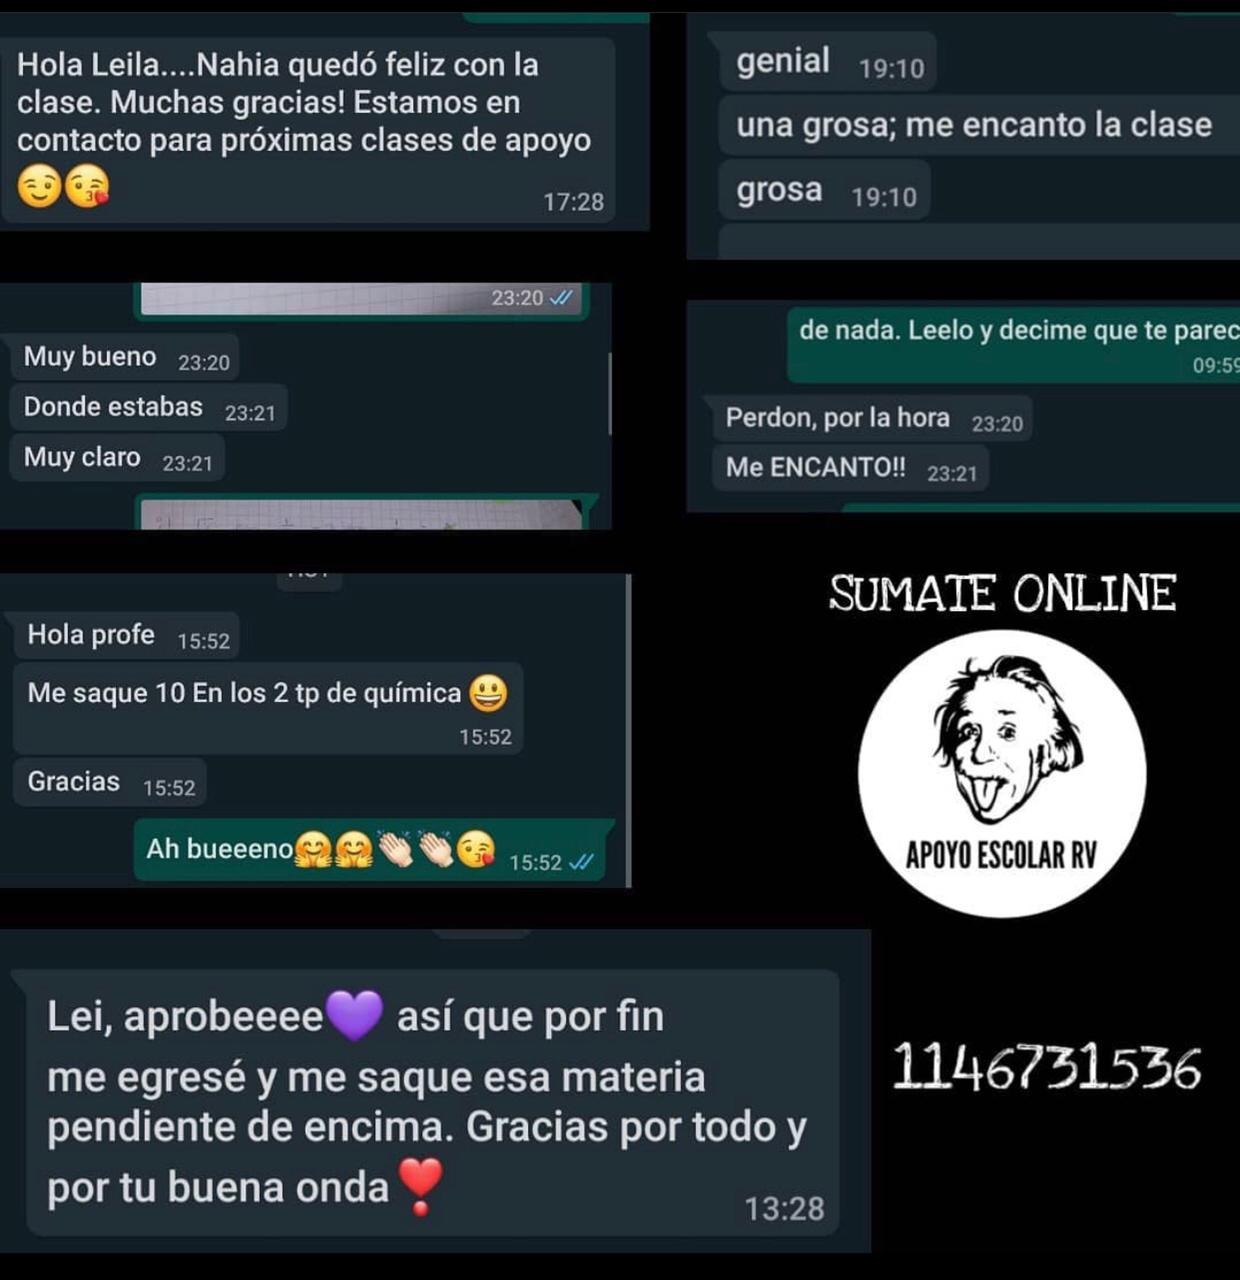 Hola Leila....Nahia quedó feliz con la
clase. Muchas gracias! Estamos en
contacto para próximas clases de apoyo
😉😘
17:28
genial 19:10
una grosa; me encanto la clase
grosa 19:10
23:20
Muy bueno 23:20
Donde estabas 23:21
Muy claro 23:21
de nada. Leelo y decime que te parec
09:59
Perdon, por la hora 23:20
Me ENCANTO!! 23:21
Hola profe 15:52
Me saque 10 En los 2 tp de química 😃
15:52
Gracias 15:52
Ah bueeeno🤗🤗👏🏻👏🏻😘 15:52
SUMATE ONLINE
APOYO ESCOLAR RV
Lei, aprobeeee💜 así que por fin
me egresé y me saque esa materia
pendiente de encima. Gracias por todo y
por tu buena onda❣️
13:28
1146731536